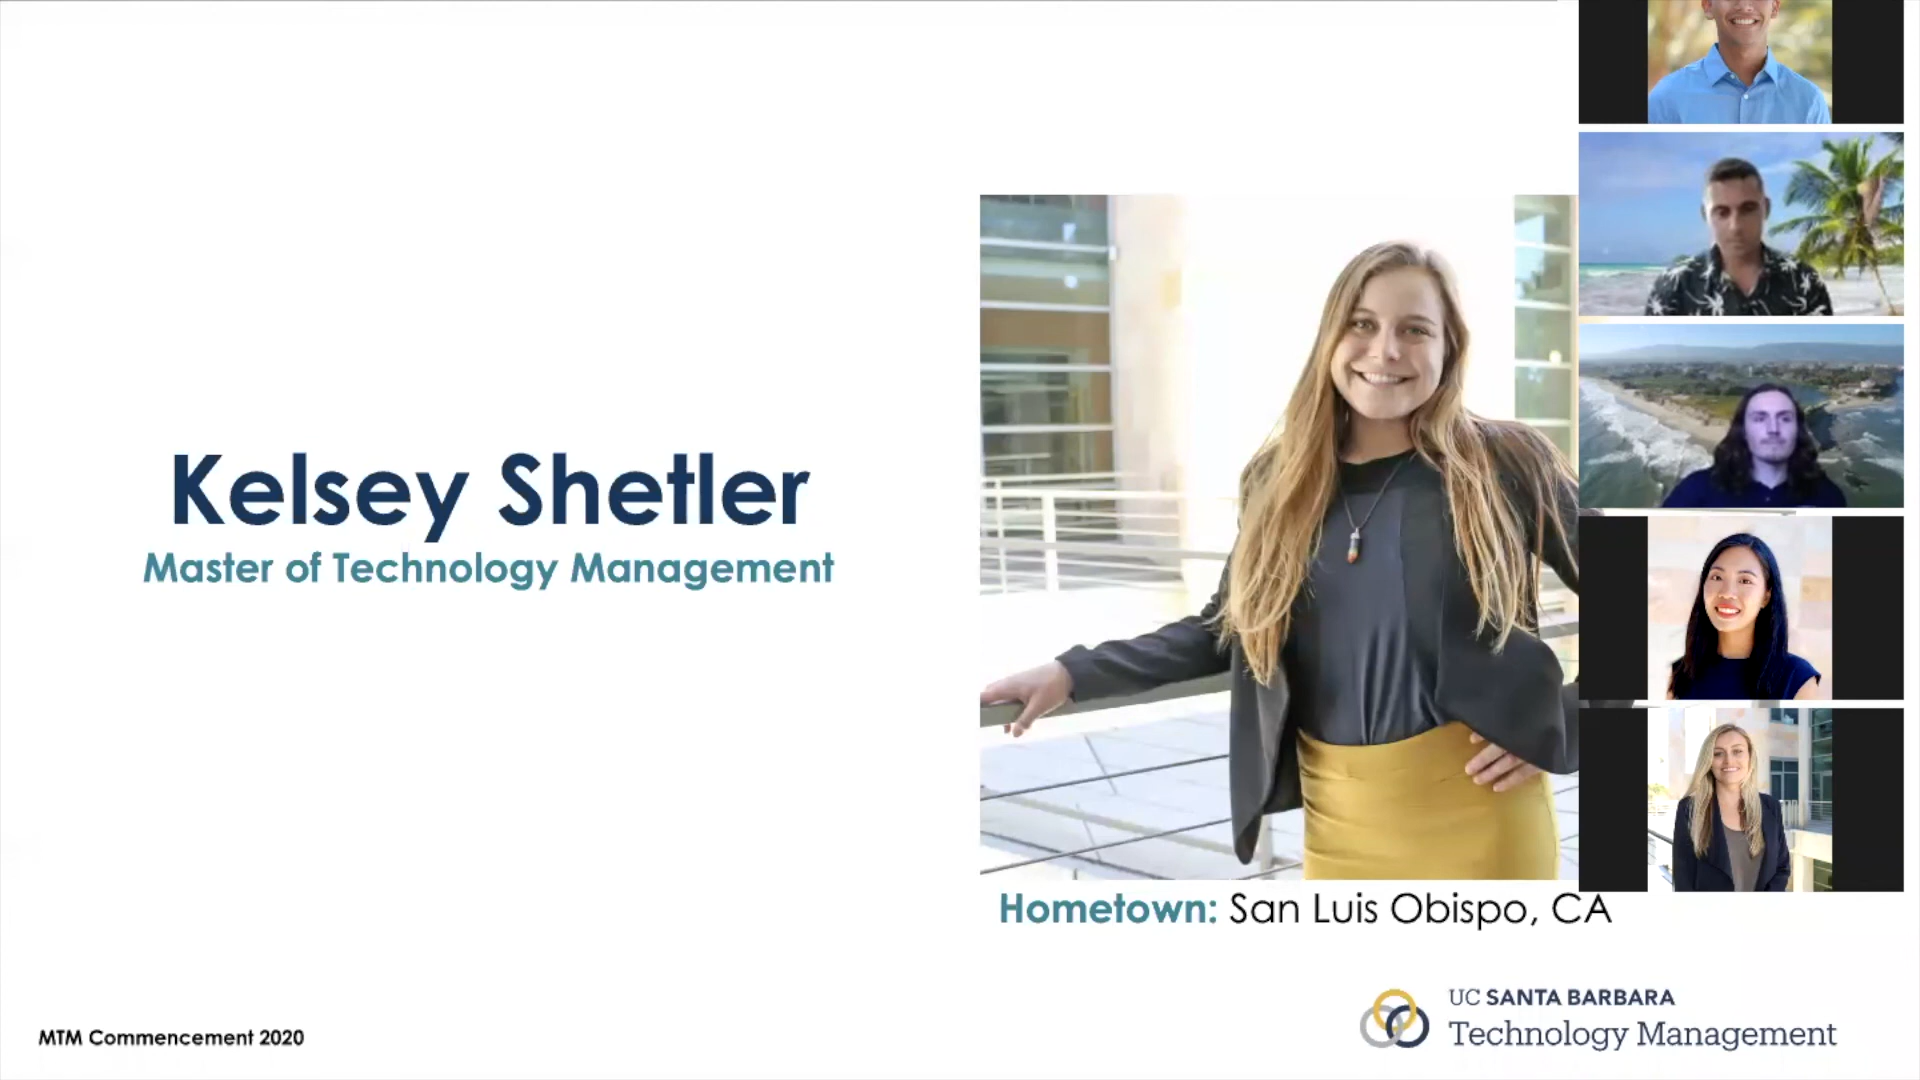 Kelsey Shetler
Master of Technology Management
Hometown: San Luis Obispo, CA
MTM Commencement 2020
UC SANTA BARBARA
Technology Management